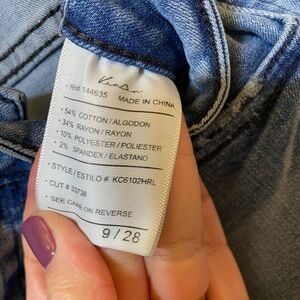 KanCan
RN# 144635 MADE IN CHINA
• 54% COTTON / ALGODON
• 34% RAYON / RAYON
• 10% POLYESTER / POLIESTER
• 2% SPANDEX / ELASTANO
• STYLE / ESTILO # KC6102HRL
• CUT # 33738
• SEE CARE ON REVERSE
9 / 28